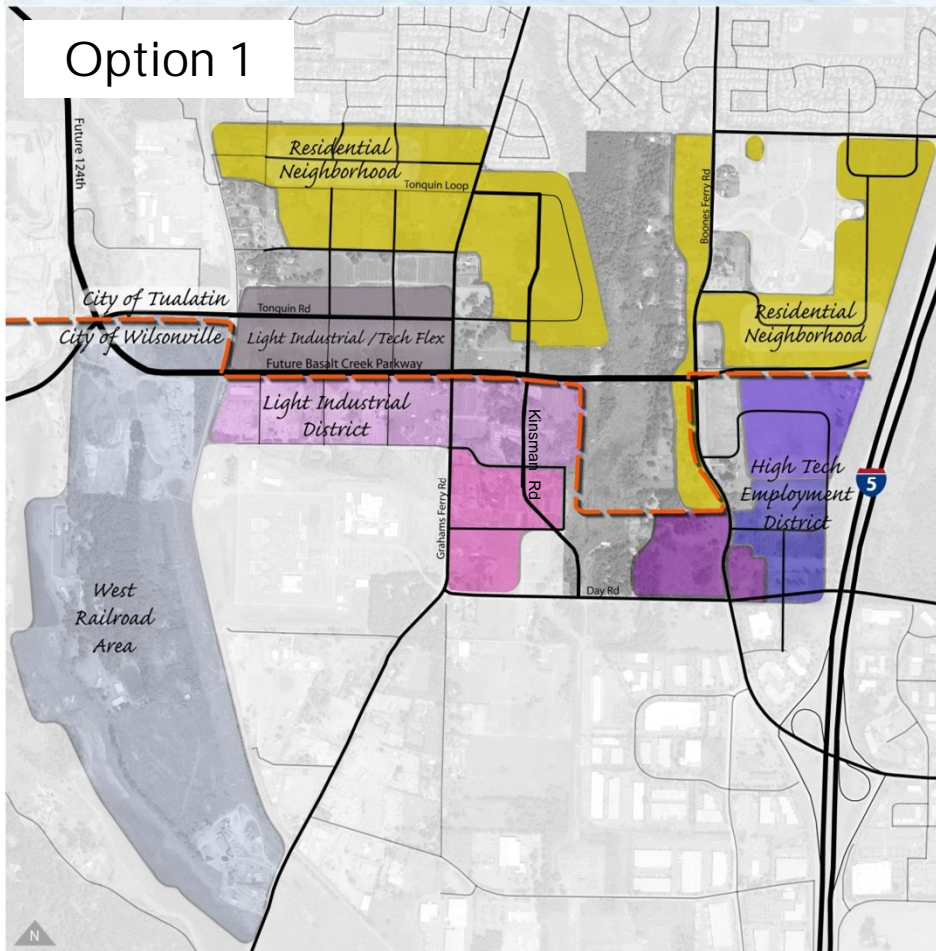 Option 1
Future 124th
Residential
Neighborhood
Tonquin Loop
Boones Ferry Rd
City of Tualatin
City of Wilsonville
Tonquin Rd
Light Industrial / Tech Flex
Future Basalt Creek Parkway
Residential
Neighborhood
Light Industrial
District
Kinsman Rd
Grahams Ferry Rd
High Tech
Employment
District
5
West
Railroad
Area
Day Rd
N